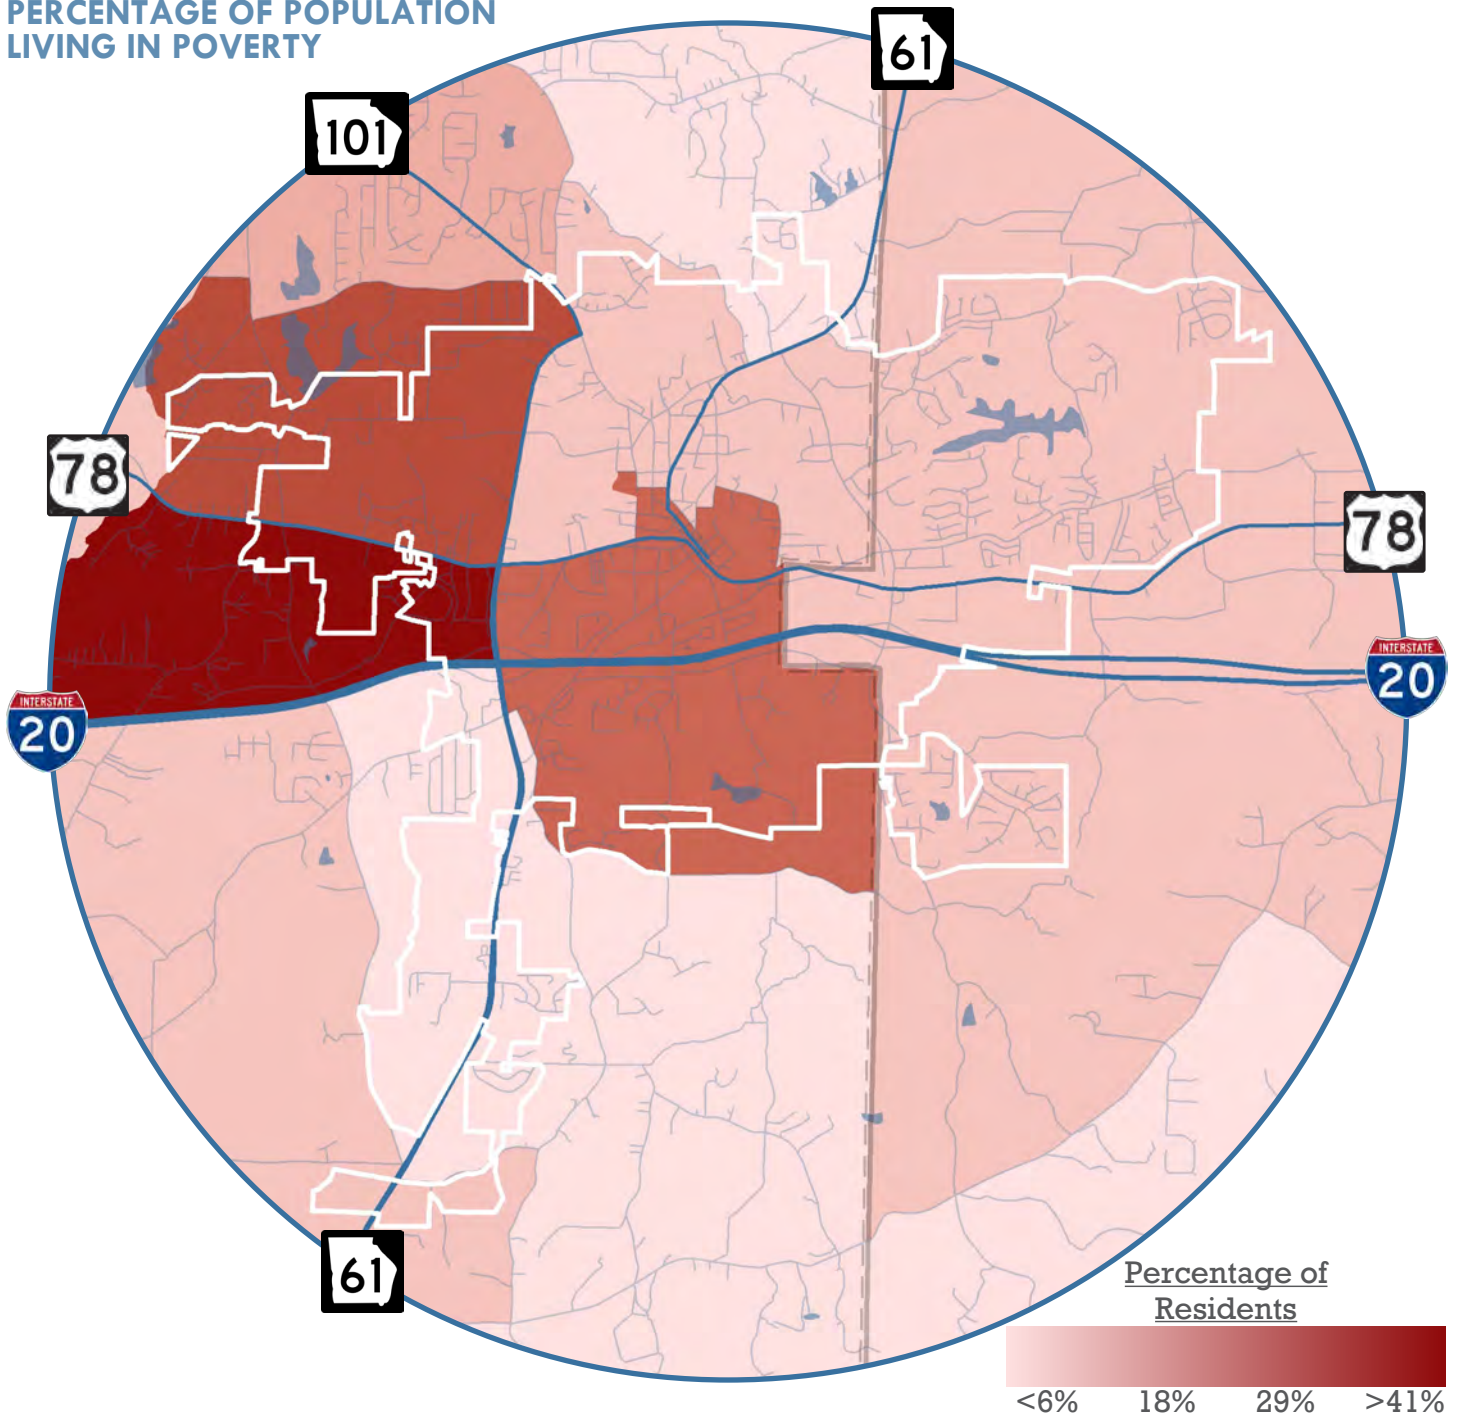 PERCENTAGE OF POPULATION
LIVING IN POVERTY
61
101
78
78
INTERSTATE
20
INTERSTATE
20
61
Percentage of
Residents
<6% 18% 29% >41%